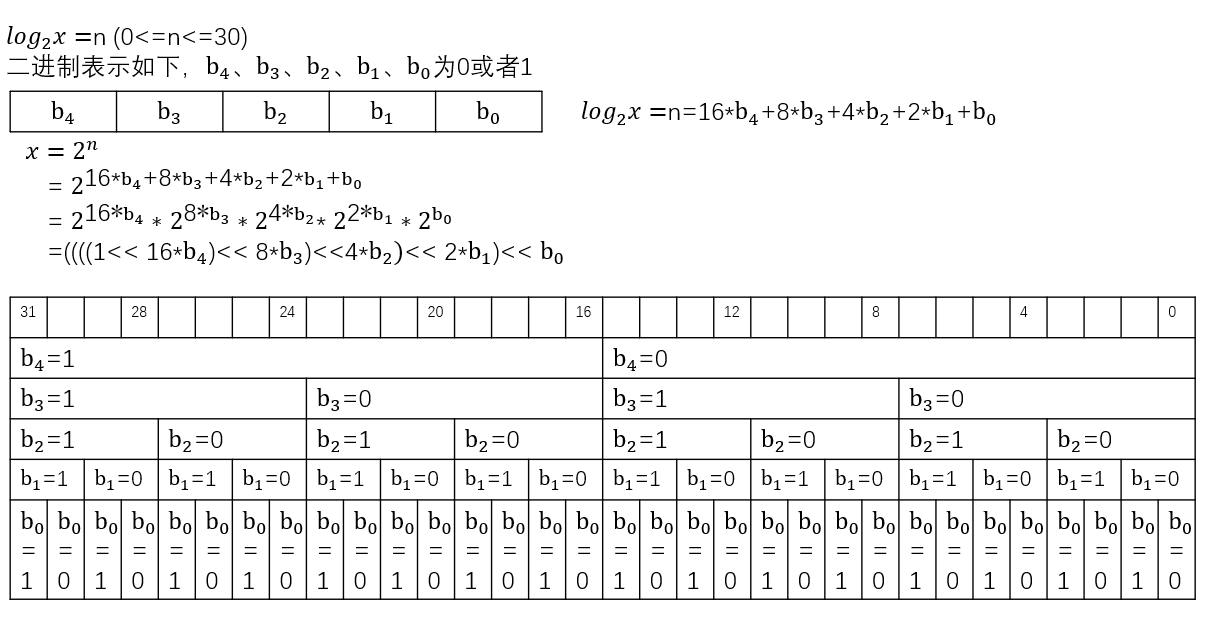 log₂x =n (0<=n<=30)
二进制表示如下，b₄、b₃、b₂、b₁、b₀为0或者1
b₄ b₃ b₂ b₁ b₀ log₂x =n=16*b₄+8*b₃+4*b₂+2*b₁+b₀
x = 2ⁿ
= 2^16*b₄+8*b₃+4*b₂+2*b₁+b₀
= 2^16*b₄ * 2^8*b₃ * 2^4*b₂ * 2^2*b₁ * 2^b₀
=((((1<< 16*b₄)<< 8*b₃)<<4*b₂)<< 2*b₁)<< b₀
31 28 24 20 16 12 8 4 0
b₄=1 b₄=0
b₃=1 b₃=0 b₃=1 b₃=0
b₂=1 b₂=0 b₂=1 b₂=0 b₂=1 b₂=0 b₂=1 b₂=0
b₁=1 b₁=0 b₁=1 b₁=0 b₁=1 b₁=0 b₁=1 b₁=0 b₁=1 b₁=0 b₁=1 b₁=0 b₁=1 b₁=0 b₁=1 b₁=0
b₀ b₀ b₀ b₀ b₀ b₀ b₀ b₀ b₀ b₀ b₀ b₀ b₀ b₀ b₀ b₀ b₀ b₀ b₀ b₀ b₀ b₀ b₀ b₀ b₀ b₀ b₀ b₀ b₀ b₀ b₀ b₀
= = = = = = = = = = = = = = = = = = = = = = = = = = = = = = = =
1 0 1 0 1 0 1 0 1 0 1 0 1 0 1 0 1 0 1 0 1 0 1 0 1 0 1 0 1 0 1 0